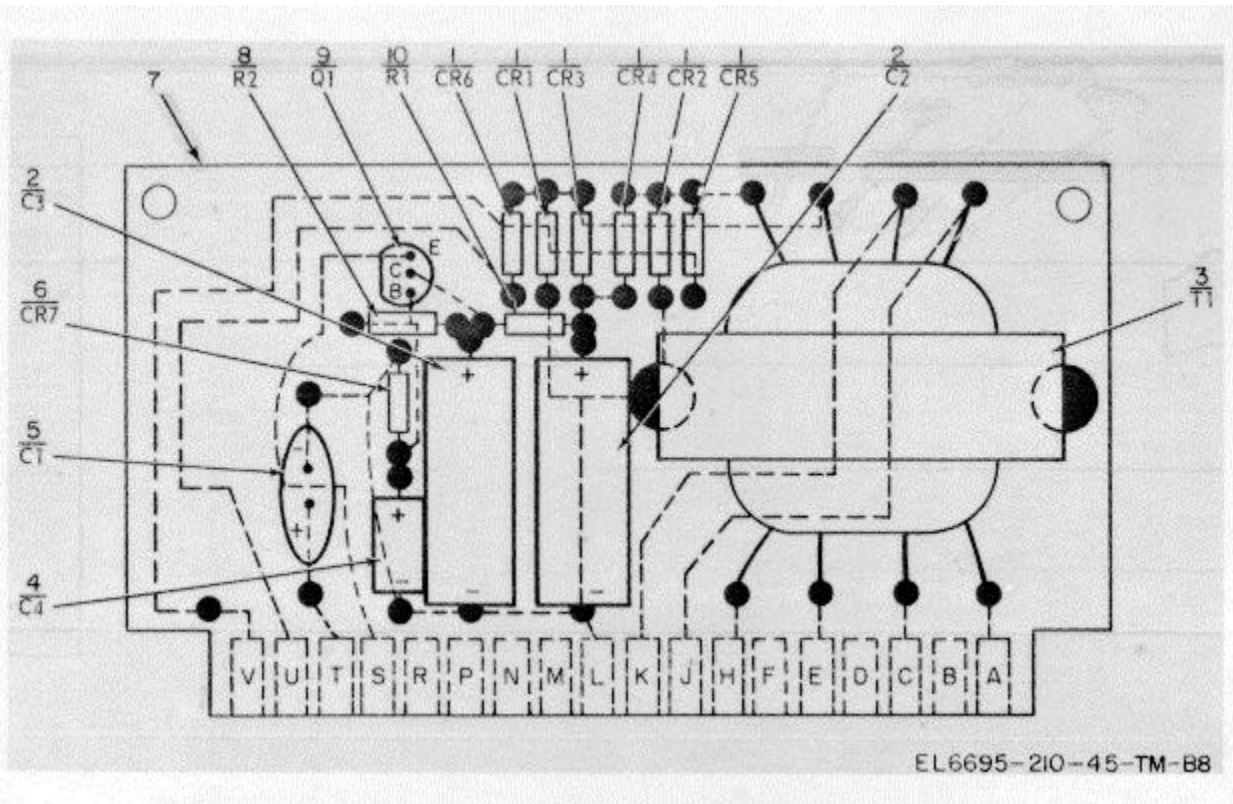 7
8 R2
9 Q1
10 R1
1 CR6
1 CR1
1 CR3
1 CR4
1 CR2
1 CR5
2 C2
2 C3
6 CR7
5 C1
4 C4
3 T1
E
C
B
+ +
-
+
+
V U T S R P N M L K J H F E D C B A
EL6695-210-45-TM-B8